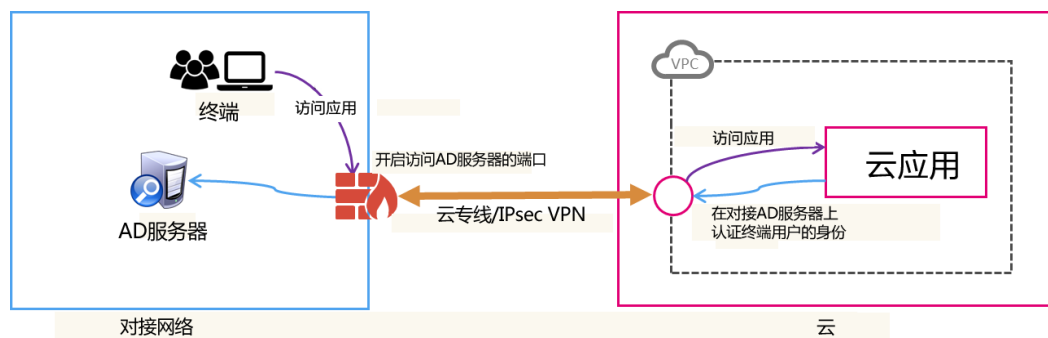 VPC
终端
访问应用
访问应用
云应用
开启访问AD服务器的端口
AD服务器
云专线/IPsec VPN
在对接AD服务器上
认证终端用户的身份
对接网络
云